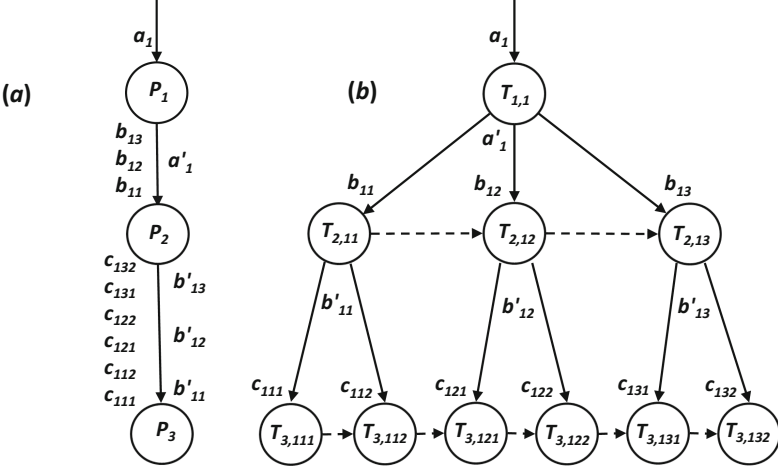 (a)
a1
P1
b13
b12
b11
a'1
P2
c132
c131
c122
c121
c112
c111
b'13
b'12
b'11
P3
(b)
a1
T1,1
a'1
b11
b12
b13
T2,11
T2,12
T2,13
b'11
b'12
b'13
c111
c112
c121
c122
c131
c132
T3,111
T3,112
T3,121
T3,122
T3,131
T3,132